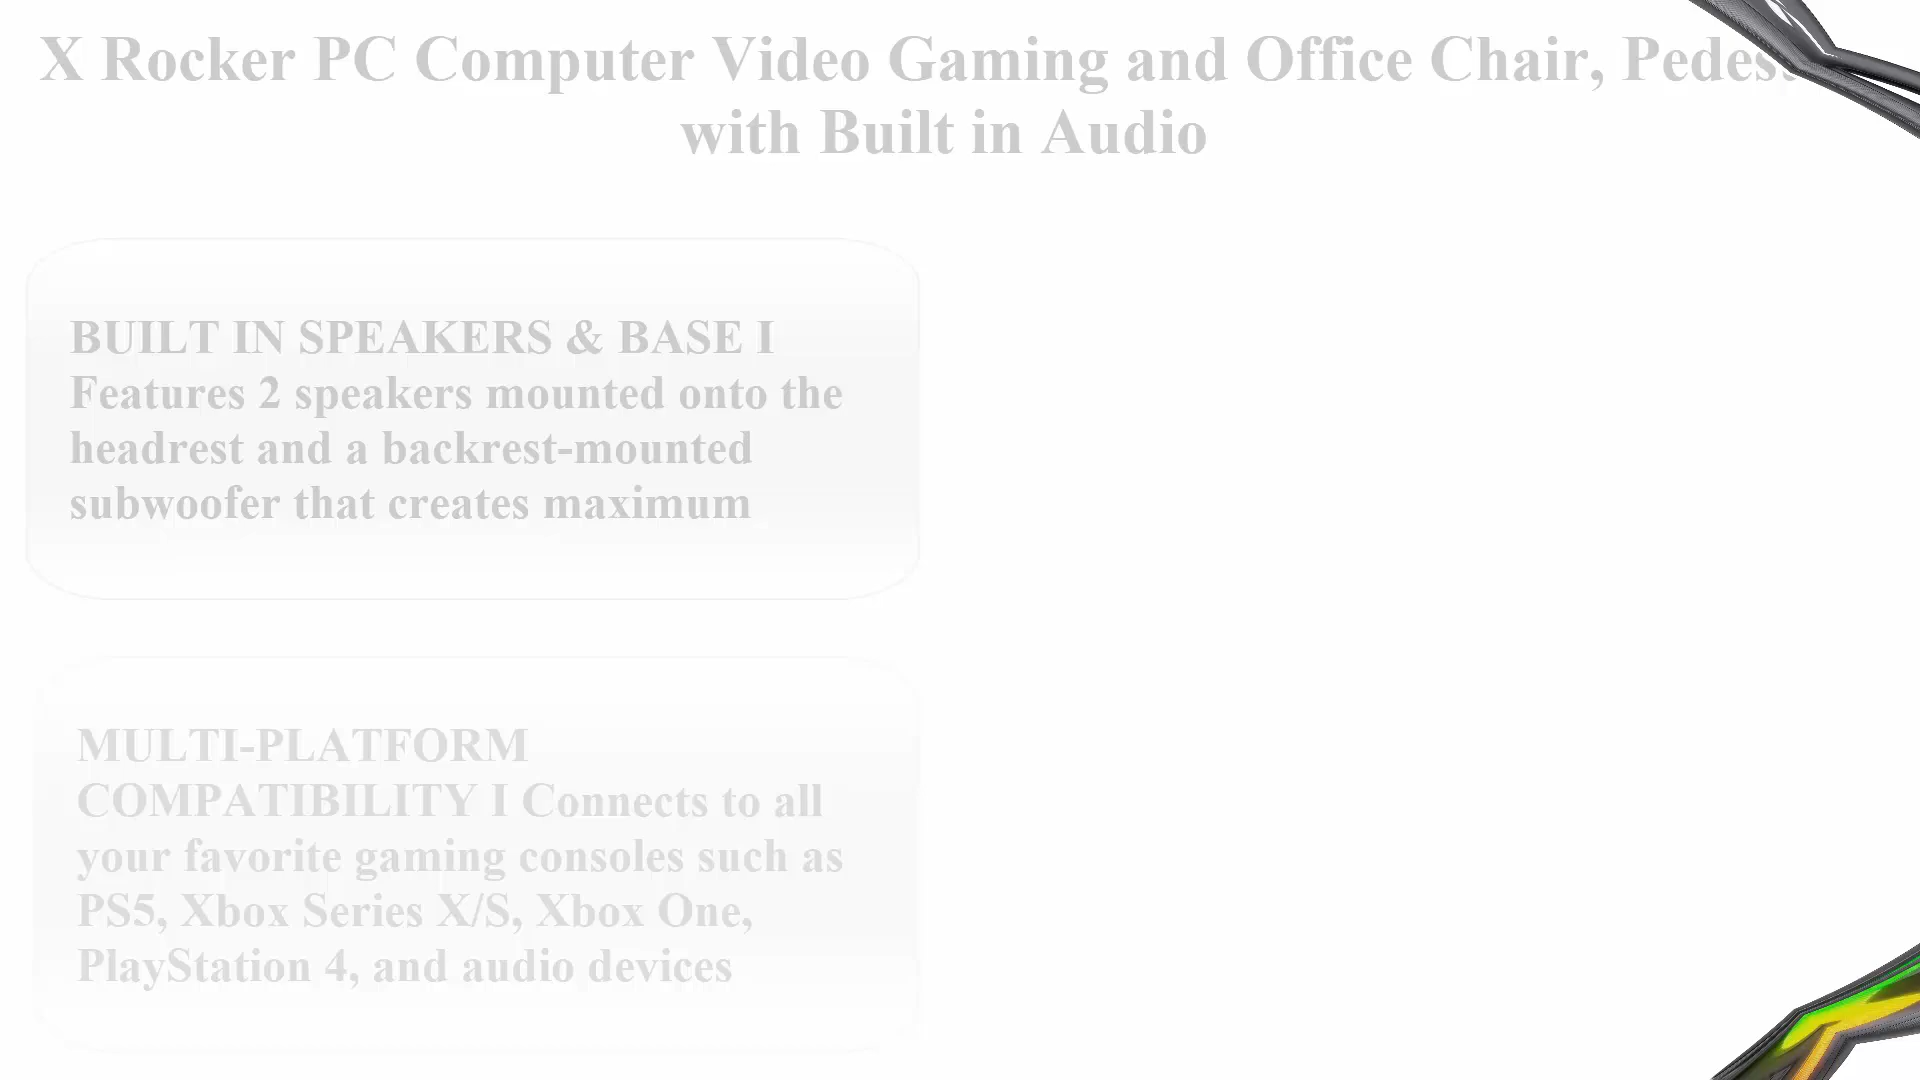 X Rocker PC Computer Video Gaming and Office Chair, Pedes
with Built in Audio
BUILT IN SPEAKERS & BASE I
Features 2 speakers mounted onto the
headrest and a backrest-mounted
subwoofer that creates maximum
MULTI-PLATFORM
COMPATIBILITY I Connects to all
your favorite gaming consoles such as
PS5, Xbox Series X/S, Xbox One,
PlayStation 4, and audio devices